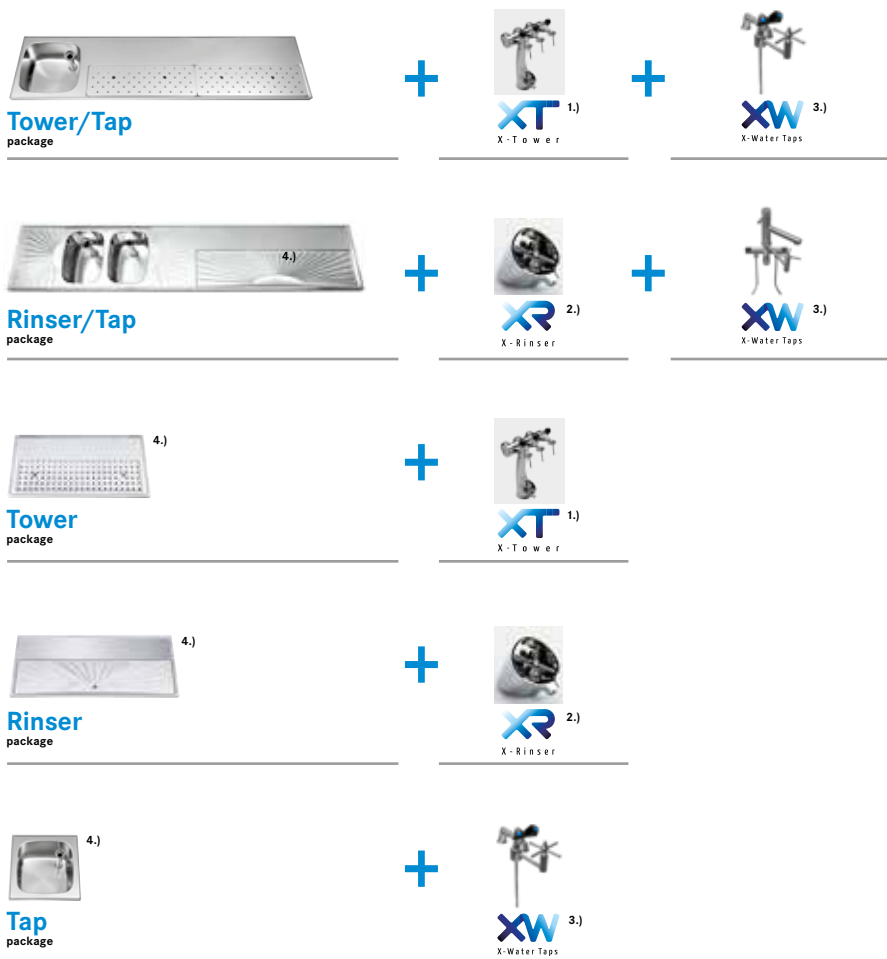 +
+
XT 1.)
X-Tower
XW 3.)
X-Water Taps
Tower/Tap
package
4.)
+
+
XR 2.)
X-Rinser
XW 3.)
X-Water Taps
Rinser/Tap
package
4.)
+
XT 1.)
X-Tower
Tower
package
4.)
+
XR 2.)
X-Rinser
Rinser
package
4.)
+
XW 3.)
X-Water Taps
Tap
package